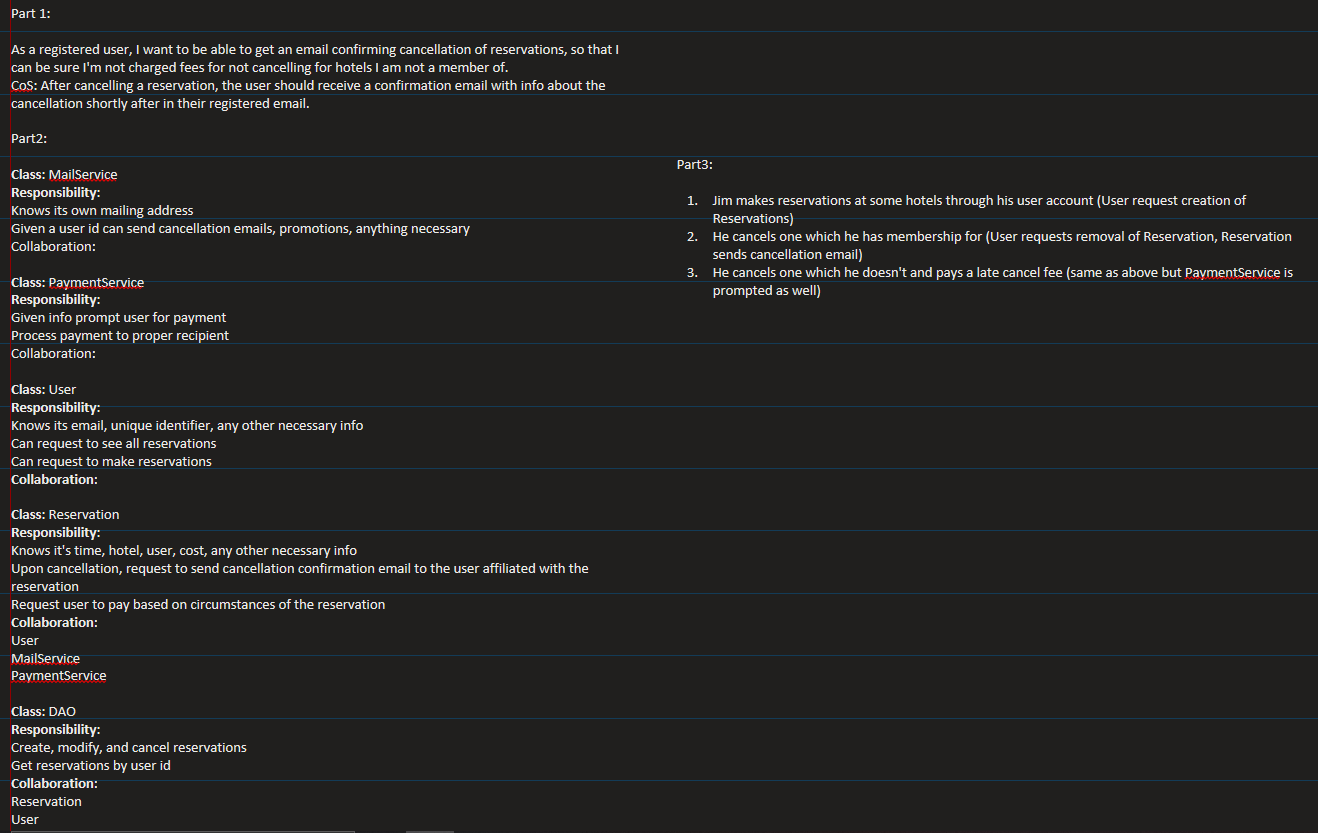 Part 1:
As a registered user, I want to be able to get an email confirming cancellation of reservations, so that I
can be sure I'm not charged fees for not cancelling for hotels I am not a member of.
CoS: After cancelling a reservation, the user should receive a confirmation email with info about the
cancellation shortly after in their registered email.
Part2:
Class: MailService
Responsibility:
Knows its own mailing address
Given a user id can send cancellation emails, promotions, anything necessary
Collaboration:
Class: PaymentService
Responsibility:
Given info prompt user for payment
Process payment to proper recipient
Collaboration:
Class: User
Responsibility:
Knows its email, unique identifier, any other necessary info
Can request to see all reservations
Can request to make reservations
Collaboration:
Class: Reservation
Responsibility:
Knows it's time, hotel, user, cost, any other necessary info
Upon cancellation, request to send cancellation confirmation email to the user affiliated with the
reservation
Request user to pay based on circumstances of the reservation
Collaboration:
User
MailService
PaymentService
Class: DAO
Responsibility:
Create, modify, and cancel reservations
Get reservations by user id
Collaboration:
Reservation
User
Part3:
1. Jim makes reservations at some hotels through his user account (User request creation of
Reservations)
2. He cancels one which he has membership for (User requests removal of Reservation, Reservation
sends cancellation email)
3. He cancels one which he doesn't and pays a late cancel fee (same as above but PaymentService is
prompted as well)